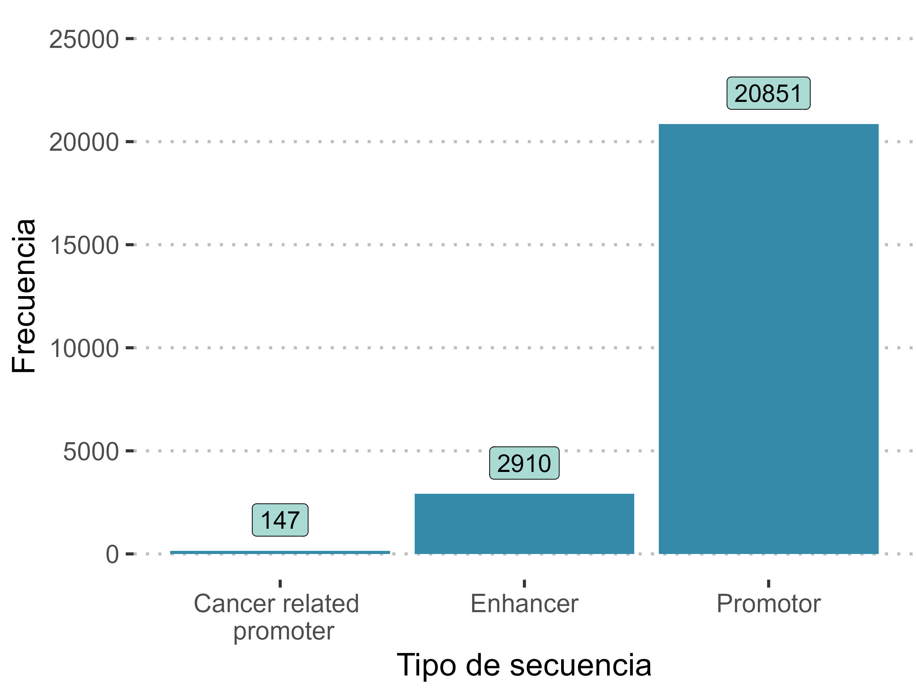 25000
20851
20000
Frecuencia
15000
10000
5000
2910
147
0
Cancer related
promoter
Enhancer
Promotor
Tipo de secuencia